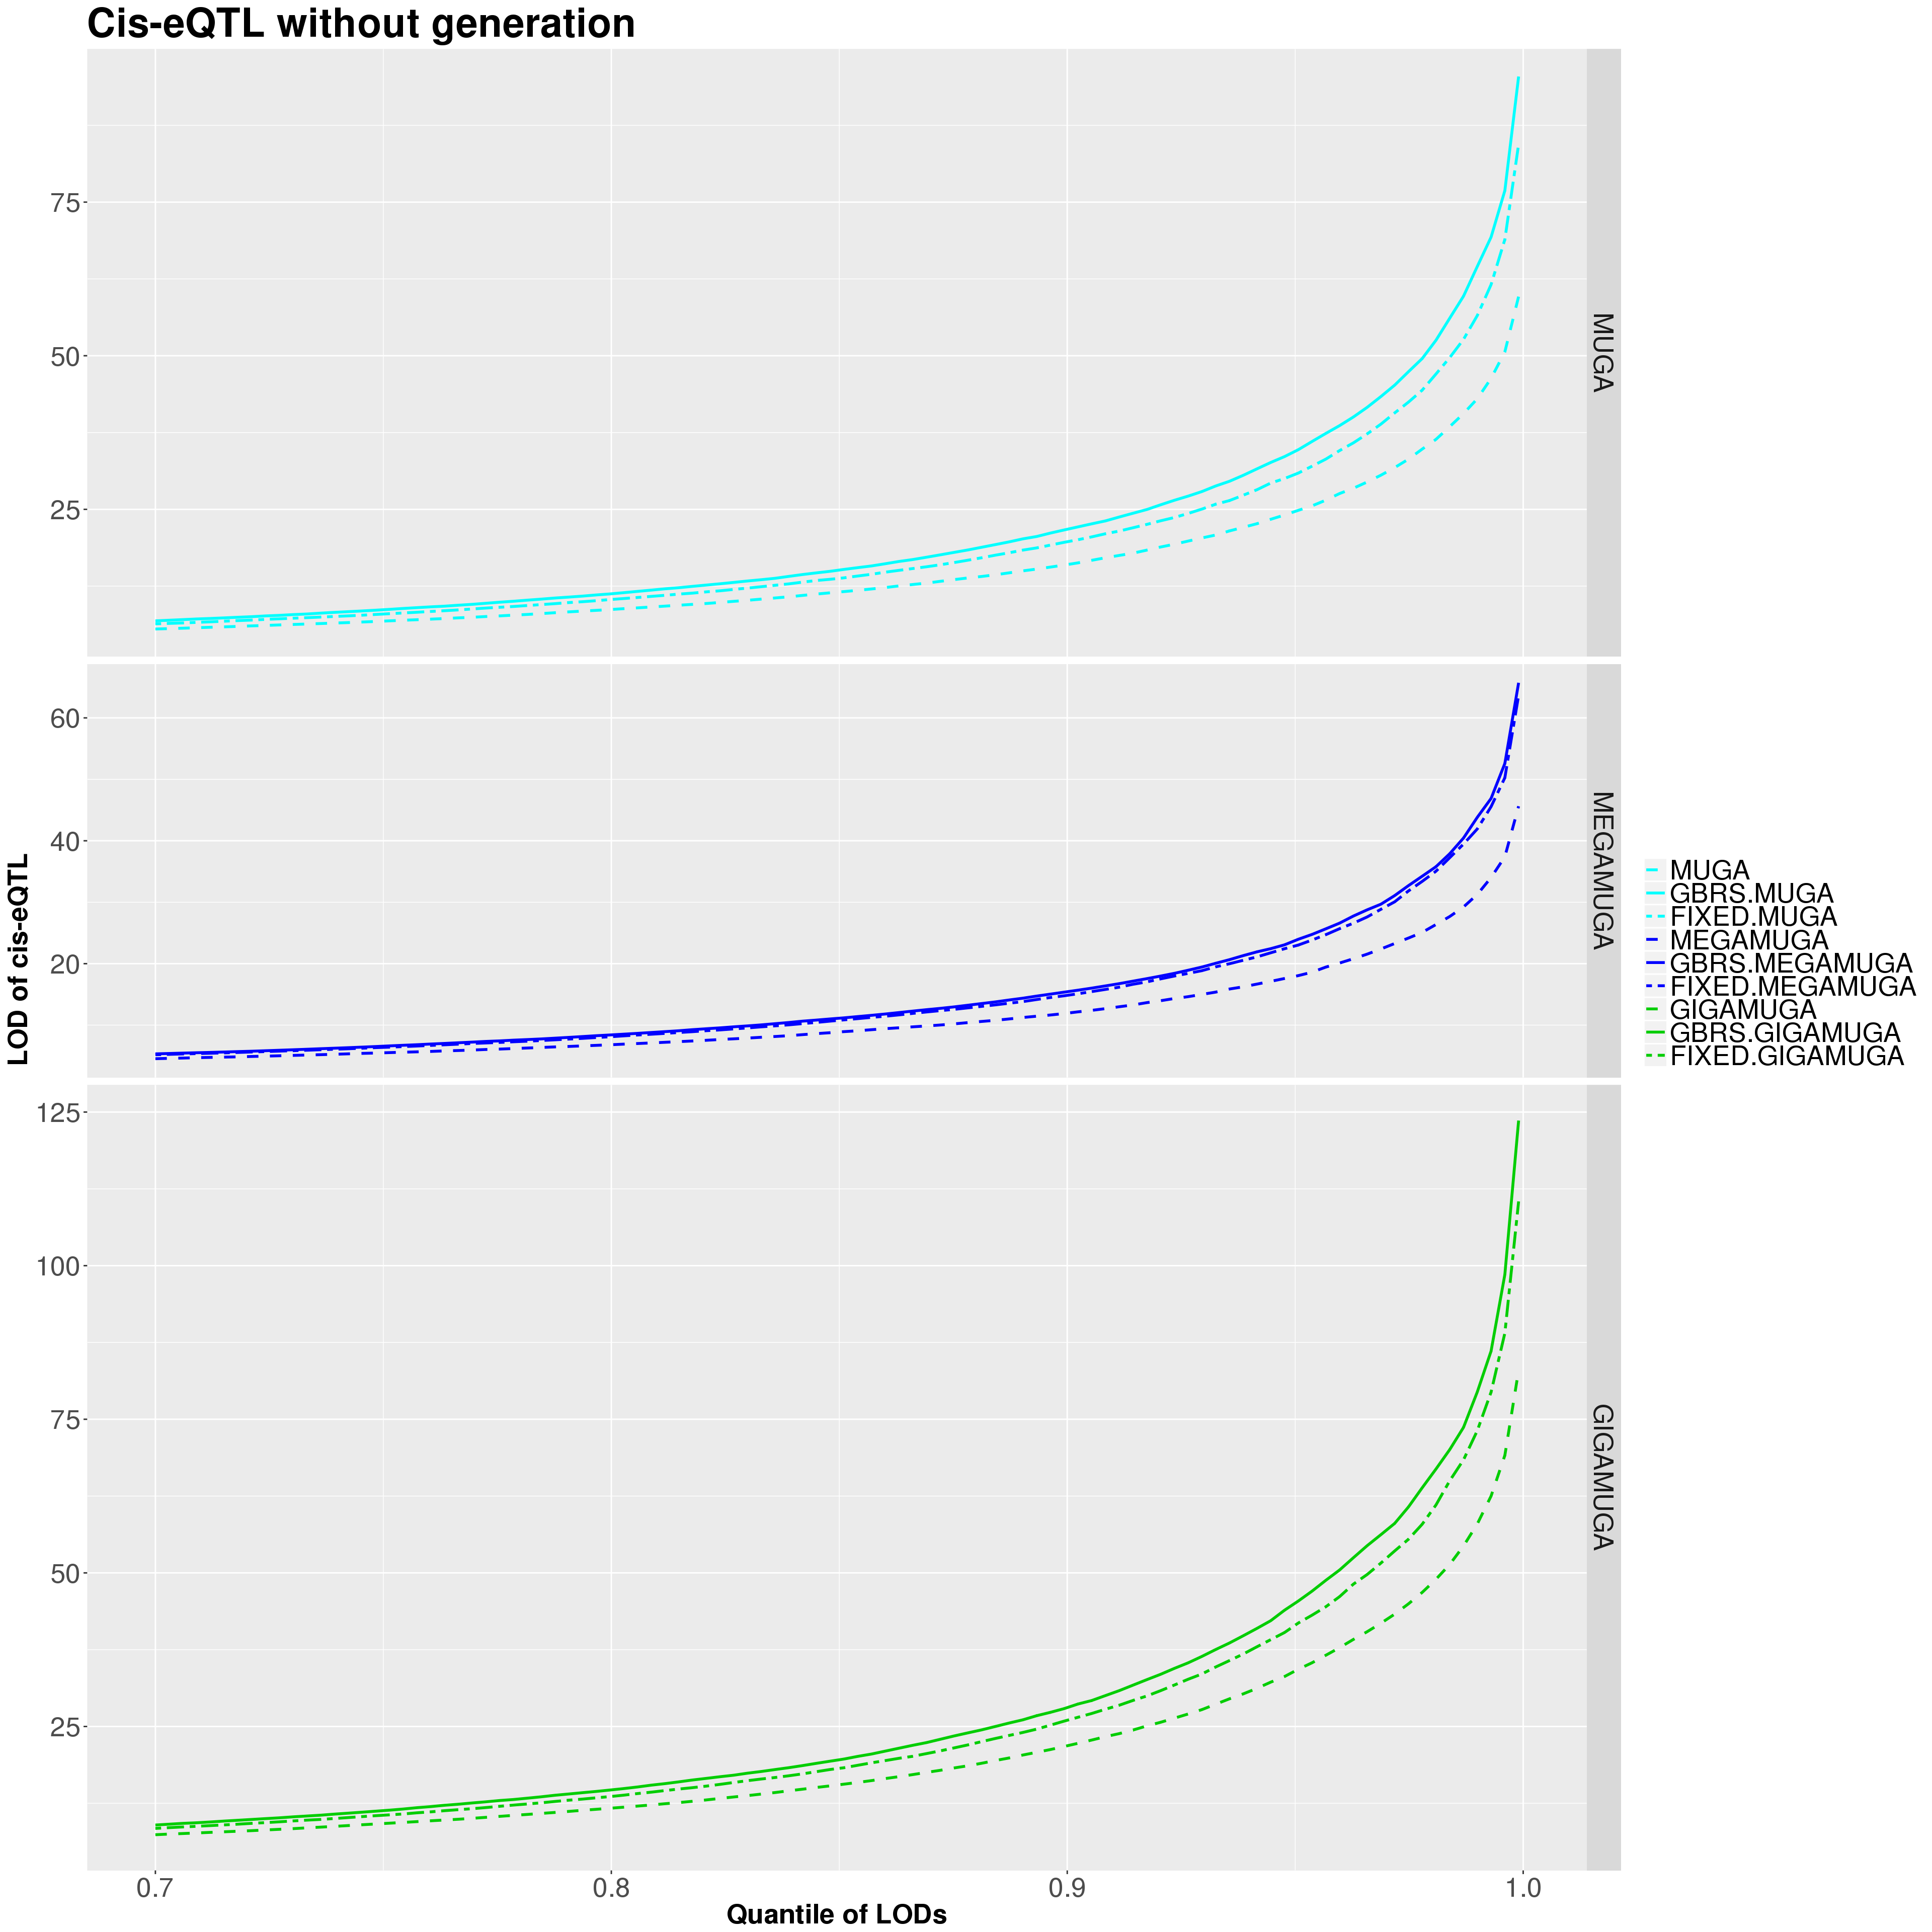 Cis-eQTL without generation
LOD of cis-eQTL
75
50
25
MUGA
60
40
20
MEGAMUGA
125
100
75
50
25
GIGAMUGA
0.7
0.8
0.9
1.0
Quantile of LODs
MUGA
GBRS.MUGA
FIXED.MUGA
MEGAMUGA
GBRS.MEGAMUGA
FIXED.MEGAMUGA
GIGAMUGA
GBRS.GIGAMUGA
FIXED.GIGAMUGA